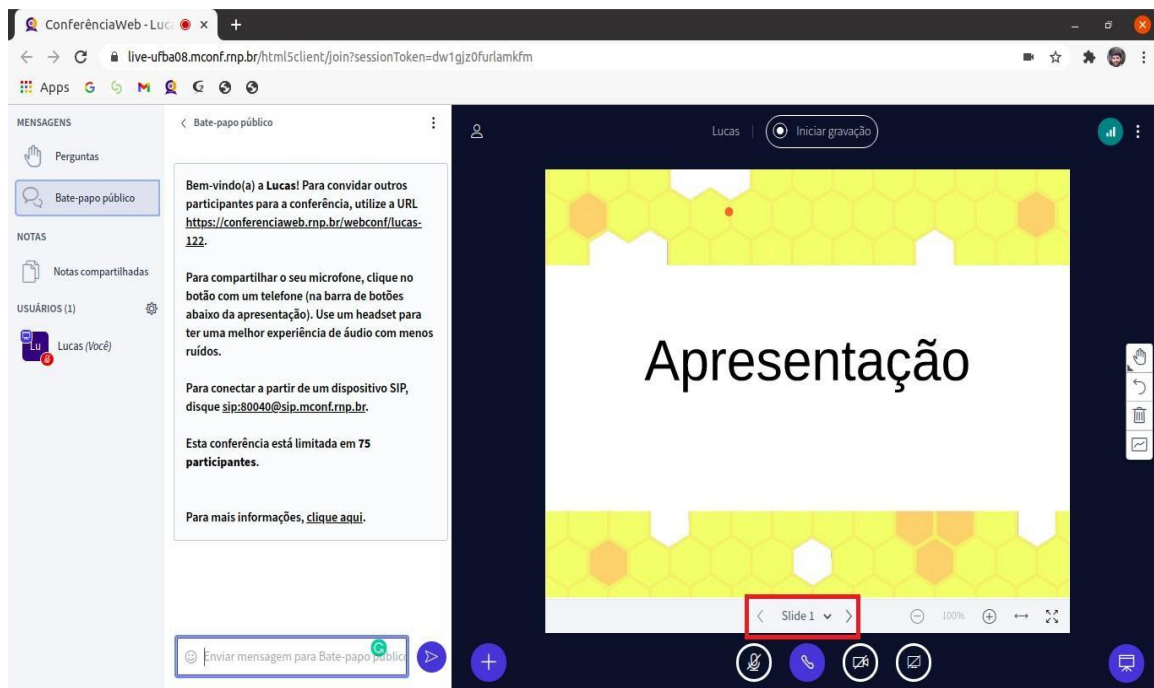 ConferênciaWeb - Luc
live-ufba08.mconf.rnp.br/html5client/join?sessionToken=dw1gjz0furlamkfm
Apps
MENSAGENS
Perguntas
Bate-papo público
NOTAS
Notas compartilhadas
USUÁRIOS (1)
Lu
Lucas (Você)
Bate-papo público
Bem-vindo(a) a Lucas! Para convidar outros
participantes para a conferência, utilize a URL
https://conferenciaweb.rnp.br/webconf/lucas-
122.
Para compartilhar o seu microfone, clique no
botão com um telefone (na barra de botões
abaixo da apresentação). Use um headset para
ter uma melhor experiência de áudio com menos
ruídos.
Para conectar a partir de um dispositivo SIP,
disque sip:80040@sip.mconf.rnp.br.
Esta conferência está limitada em 75
participantes.
Para mais informações, clique aqui.
Enviar mensagem para Bate-papo público
Lucas
Iniciar gravação
Apresentação
Slide 1
100%